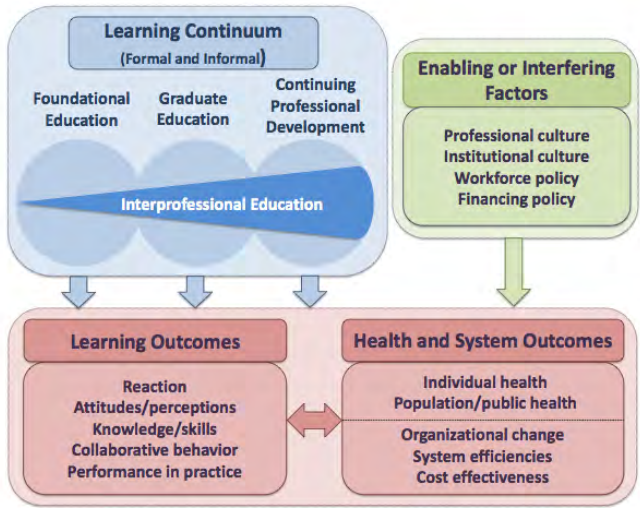 Learning Continuum
(Formal and Informal)
Foundational
Education
Graduate
Education
Continuing
Professional
Development
Interprofessional Education
Enabling or Interfering
Factors
Professional culture
Institutional culture
Workforce policy
Financing policy
Learning Outcomes
Reaction
Attitudes/perceptions
Knowledge/skills
Collaborative behavior
Performance in practice
Health and System Outcomes
Individual health
Population/public health
Organizational change
System efficiencies
Cost effectiveness